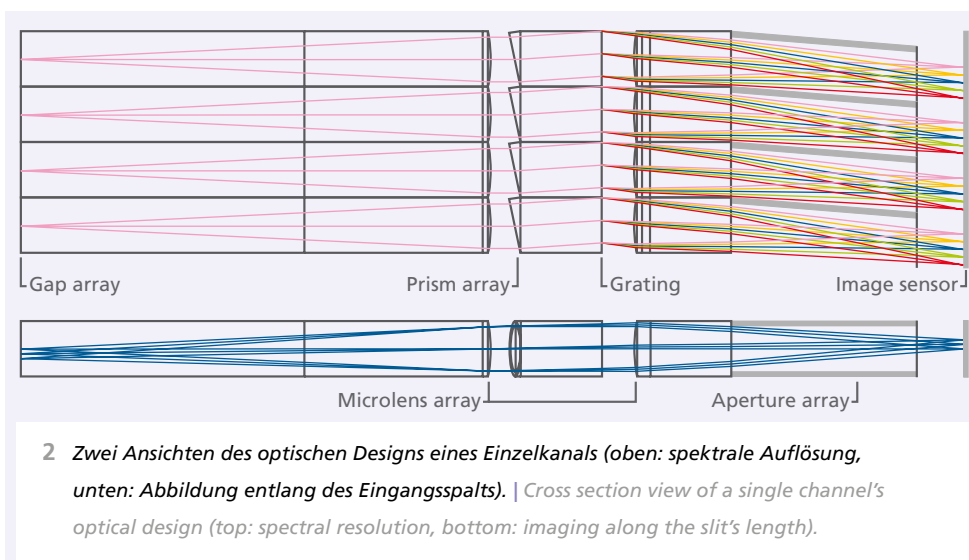 Gap array Prism array Grating Image sensor
Microlens array Aperture array
2 Zwei Ansichten des optischen Designs eines Einzelkanals (oben: spektrale Auflösung,
unten: Abbildung entlang des Eingangsspalts). | Cross section view of a single channel's
optical design (top: spectral resolution, bottom: imaging along the slit's length).